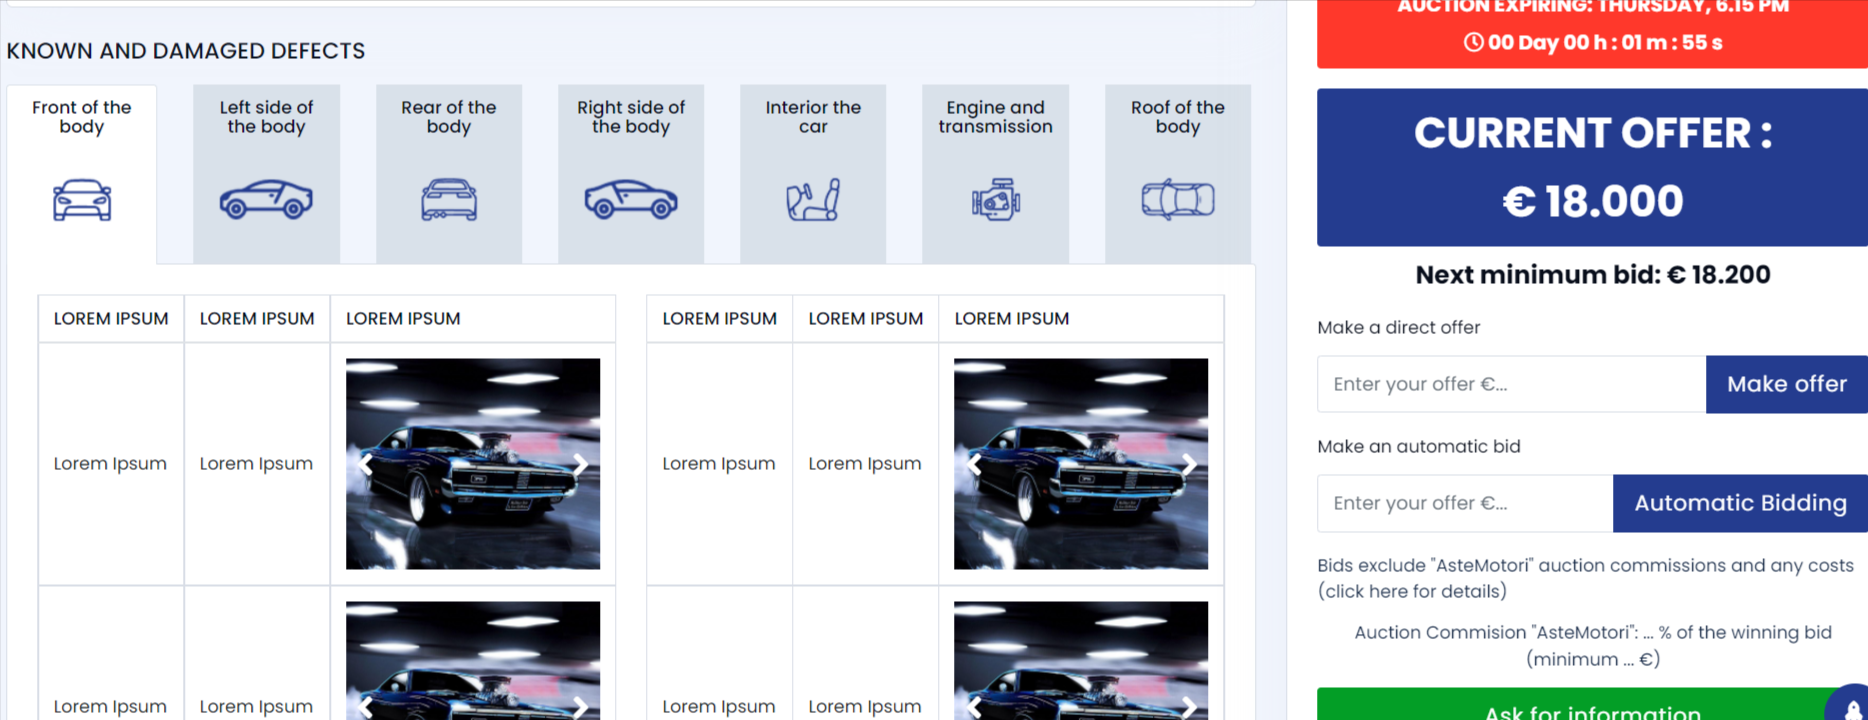 KNOWN AND DAMAGED DEFECTS
Front of the
body
Left side of
the body
Rear of the
body
Right side of
the body
Interior the
car
Engine and
transmission
Roof of the
body
LOREM IPSUM
LOREM IPSUM
LOREM IPSUM
LOREM IPSUM
LOREM IPSUM
LOREM IPSUM
Lorem Ipsum
Lorem Ipsum
Lorem Ipsum
Lorem Ipsum
Lorem Ipsum
Lorem Ipsum
Lorem Ipsum
Lorem Ipsum
AUCTION EXPIRING: THURSDAY, 6.15 PM
00 Day 00 h : 01 m : 55 s
CURRENT OFFER :
€ 18.000
Next minimum bid: € 18.200
Make a direct offer
Enter your offer €...
Make offer
Make an automatic bid
Enter your offer €...
Automatic Bidding
Bids exclude "AsteMotori" auction commissions and any costs
(click here for details)
Auction Commision "AsteMotori": ... % of the winning bid
(minimum ... €)
Ask for information